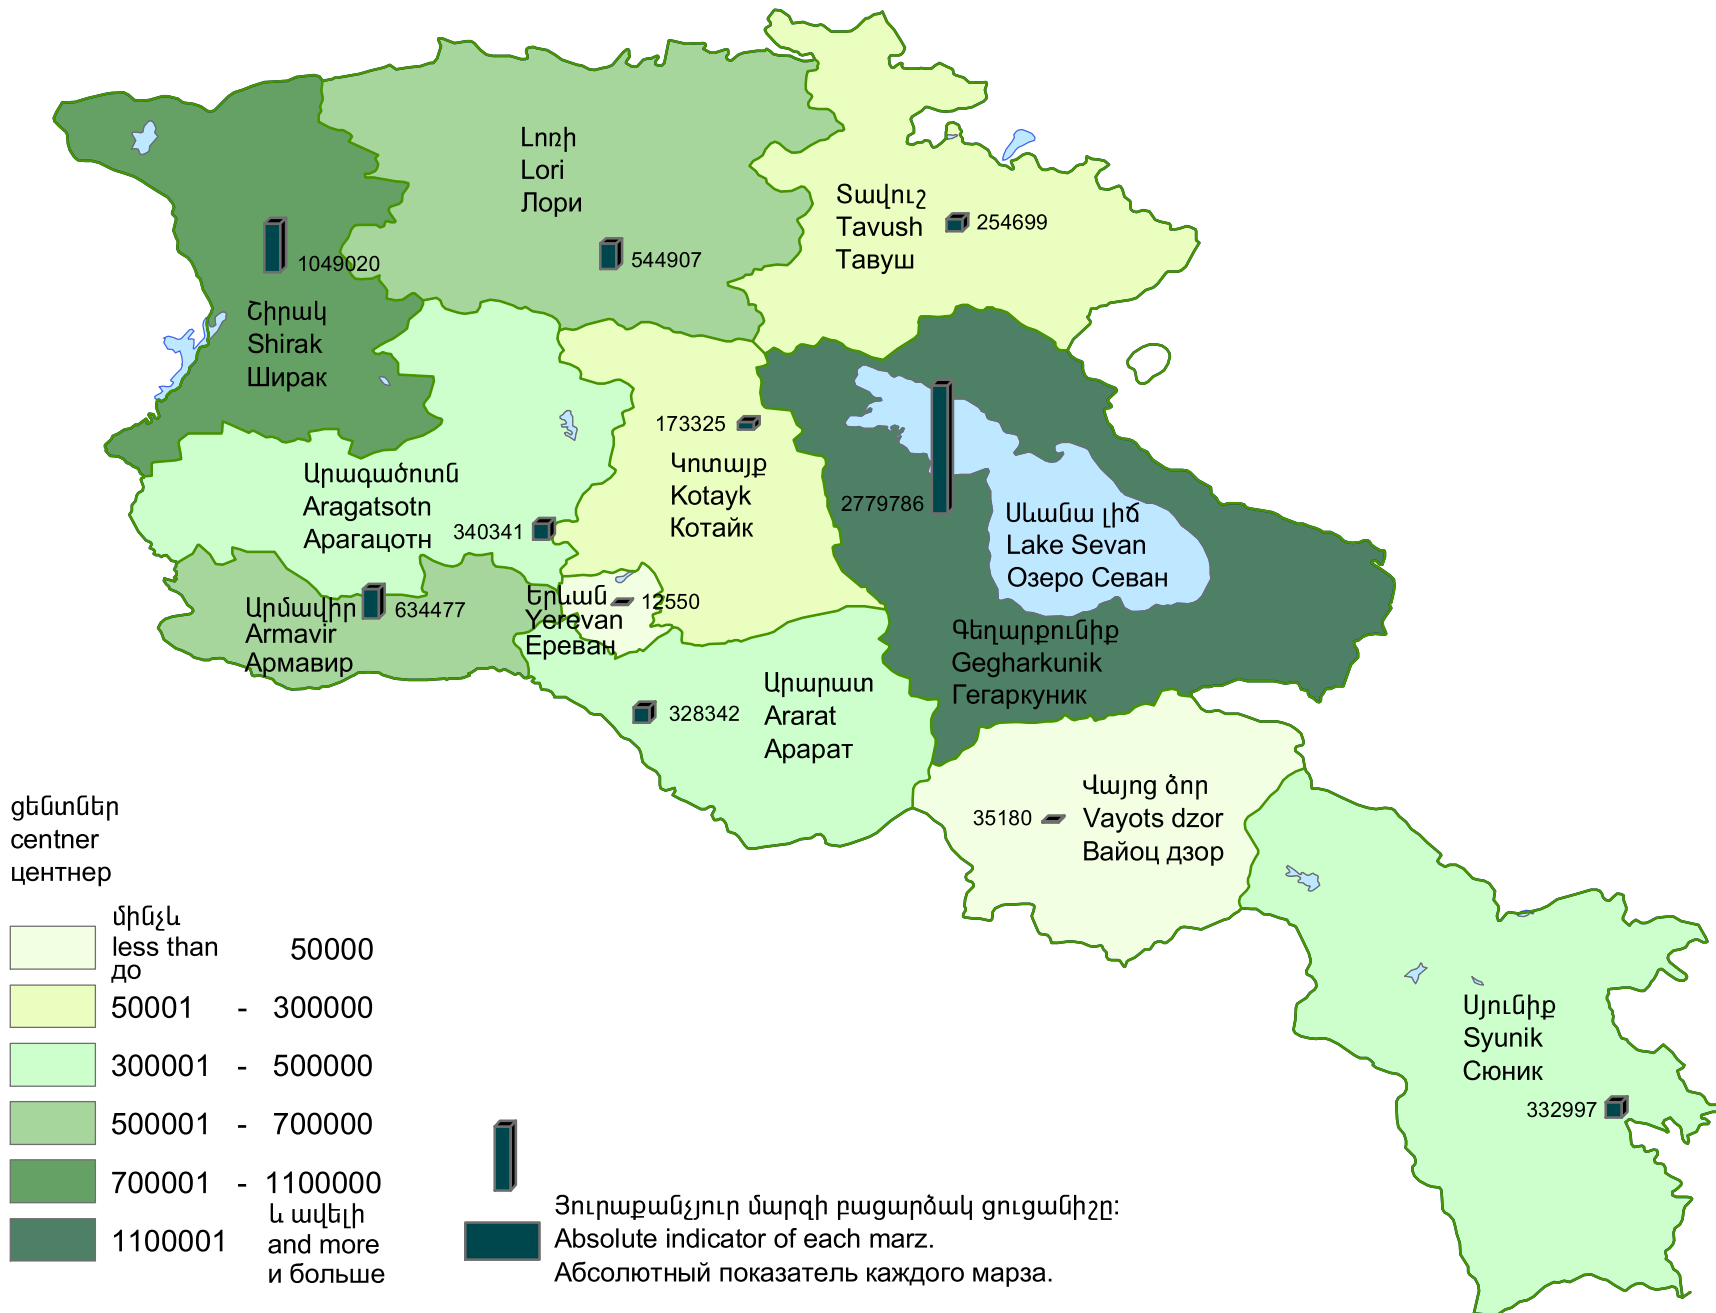 Լոռի
Lori
Лори
544907
Տավուշ
Tavush
Тавуш
254699
1049020
Շիրակ
Shirak
Ширак
173325
Կոտայք
Kotayk
Котайк
Արագածոտն
Aragatsotn
Арагацотн
340341
2779786
Սևանա լիճ
Lake Sevan
Озеро Севан
Գեղարքունիք
Gegharkunik
Гегаркуник
Արմավիր
Armavir
Армавир
634477
Երևան
Yerevan
Ереван
12550
328342
Արարատ
Ararat
Арарат
35180
Վայոց ձոր
Vayots dzor
Вайоц дзор
Սյունիք
Syunik
Сюник
332997
ցենտներ
centner
центнер
մինչև
less than 50000
до
50001 - 300000
300001 - 500000
500001 - 700000
700001 - 1100000
1100001 և ավելի
and more
и больше
Յուրաքանչյուր մարզի բացարձակ ցուցանիշը:
Absolute indicator of each marz.
Абсолютный показатель каждого марза.